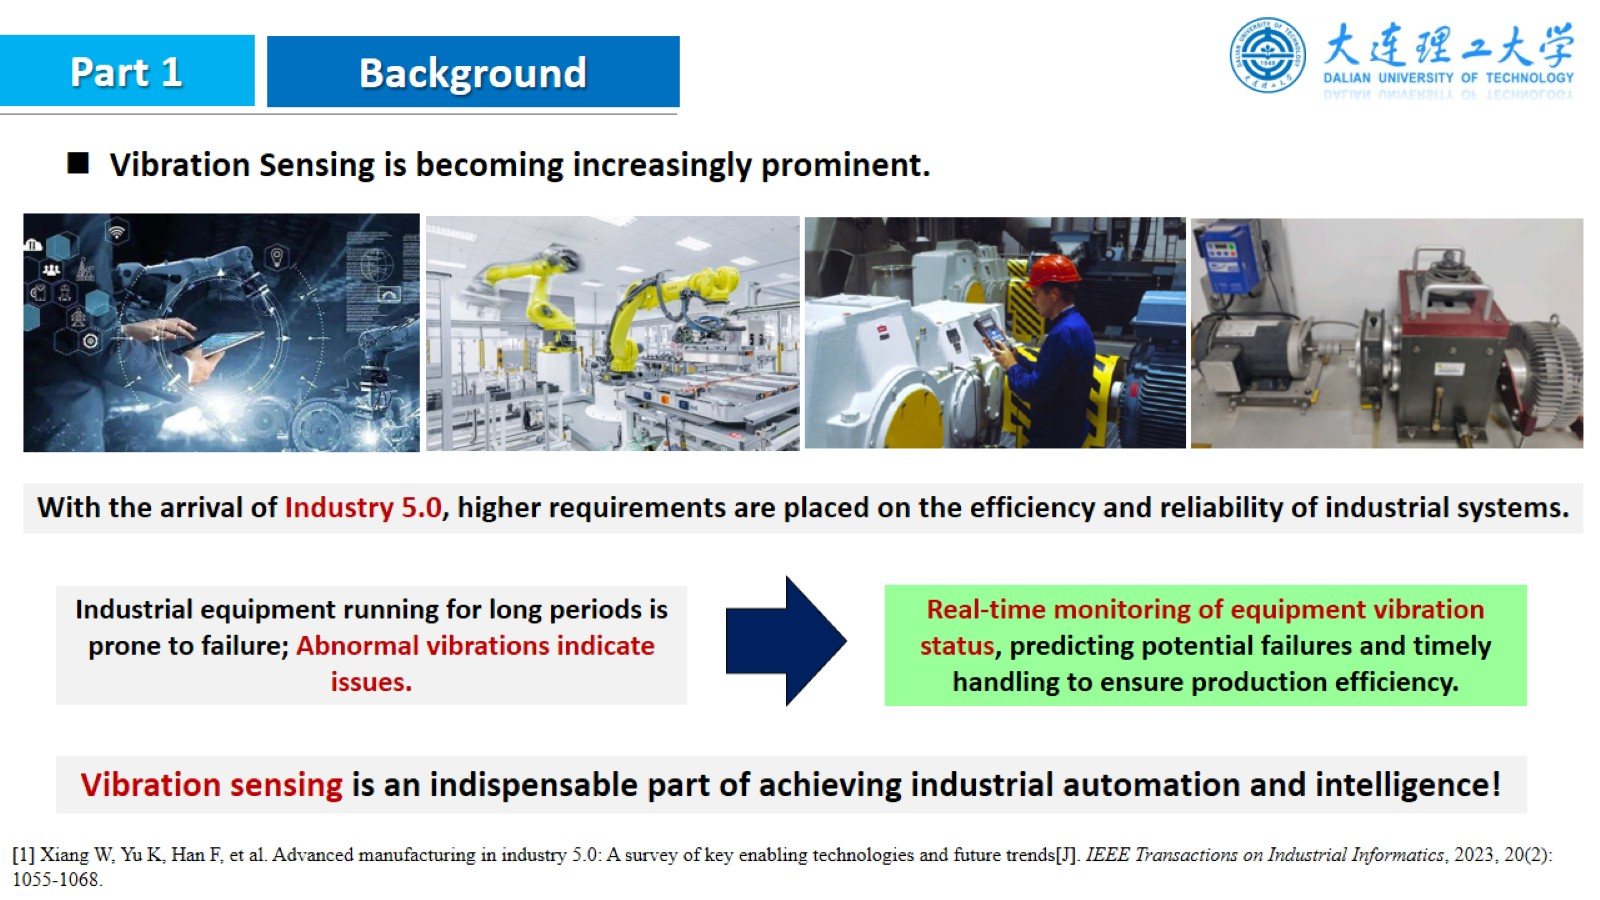 Part 1
Background
大连理工大学
DALIAN UNIVERSITY OF TECHNOLOGY
■ Vibration Sensing is becoming increasingly prominent.
With the arrival of Industry 5.0, higher requirements are placed on the efficiency and reliability of industrial systems.
Industrial equipment running for long periods is
prone to failure; Abnormal vibrations indicate
issues.
Real-time monitoring of equipment vibration
status, predicting potential failures and timely
handling to ensure production efficiency.
Vibration sensing is an indispensable part of achieving industrial automation and intelligence!
[1] Xiang W, Yu K, Han F, et al. Advanced manufacturing in industry 5.0: A survey of key enabling technologies and future trends[J]. IEEE Transactions on Industrial Informatics, 2023, 20(2):
1055-1068.